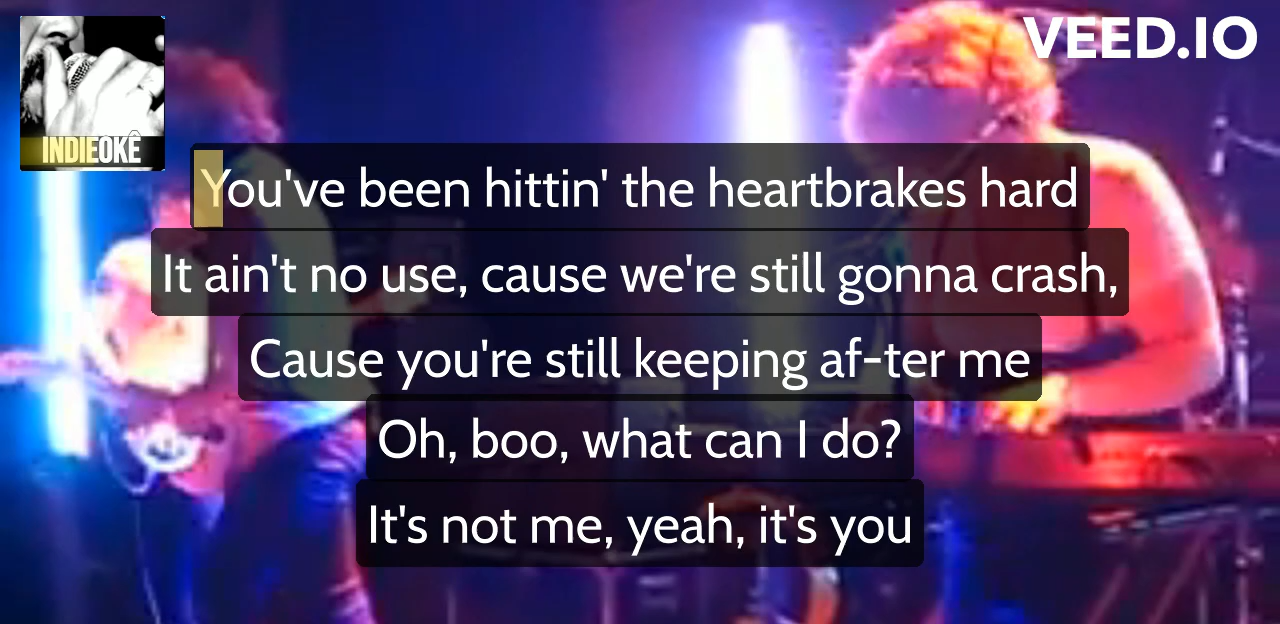 VEED.IO
INDIEOKÊ
You've been hittin' the heartbrakes hard
It ain't no use, cause we're still gonna crash,
Cause you're still keeping af-ter me
Oh, boo, what can I do?
It's not me, yeah, it's you